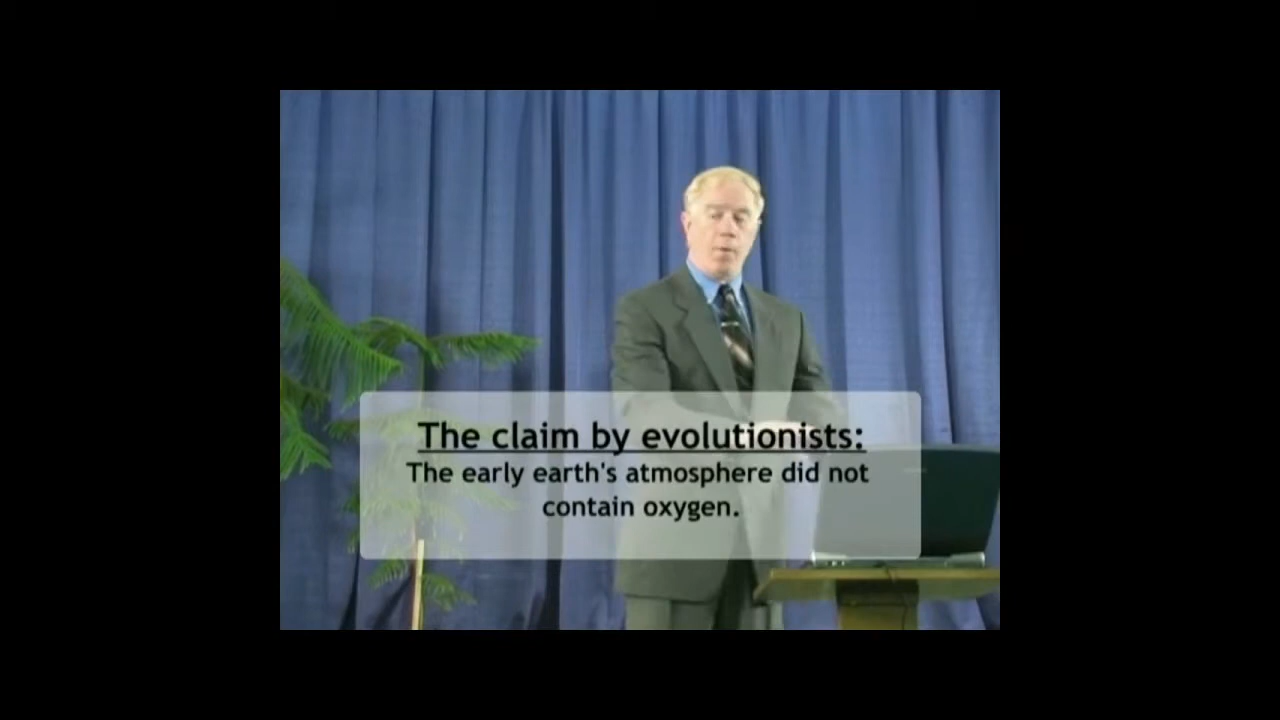 The claim by evolutionists:
The early earth's atmosphere did not
contain oxygen.